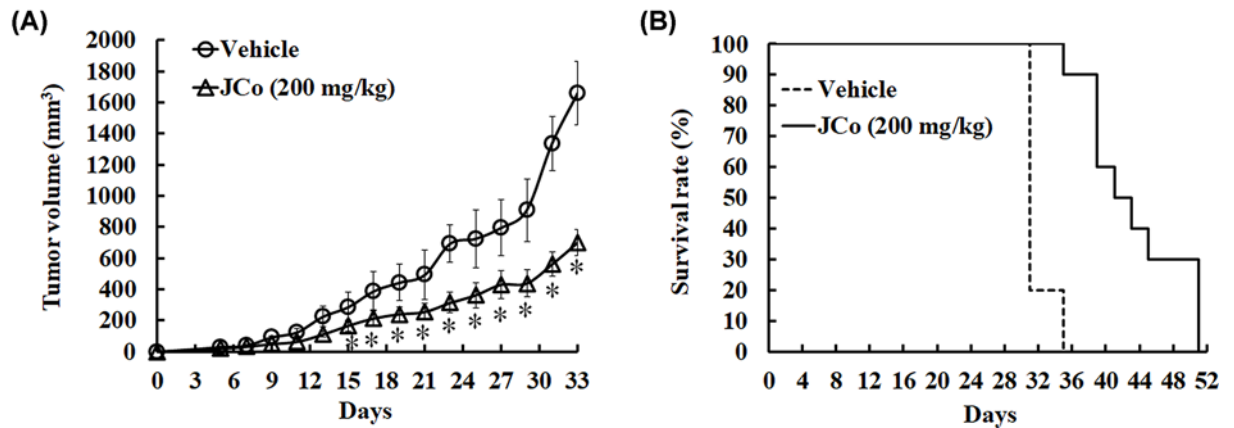 (A)
2000
1800
1600
1400
1200
1000
800
600
400
200
0
Tumor volume (mm³)
Vehicle
JCo (200 mg/kg)
* * * * * * * * * *
0 3 6 9 12 15 18 21 24 27 30 33
Days
(B)
100
90
80
70
60
50
40
30
20
10
0
Survival rate (%)
Vehicle
JCo (200 mg/kg)
0 4 8 12 16 20 24 28 32 36 40 44 48 52
Days